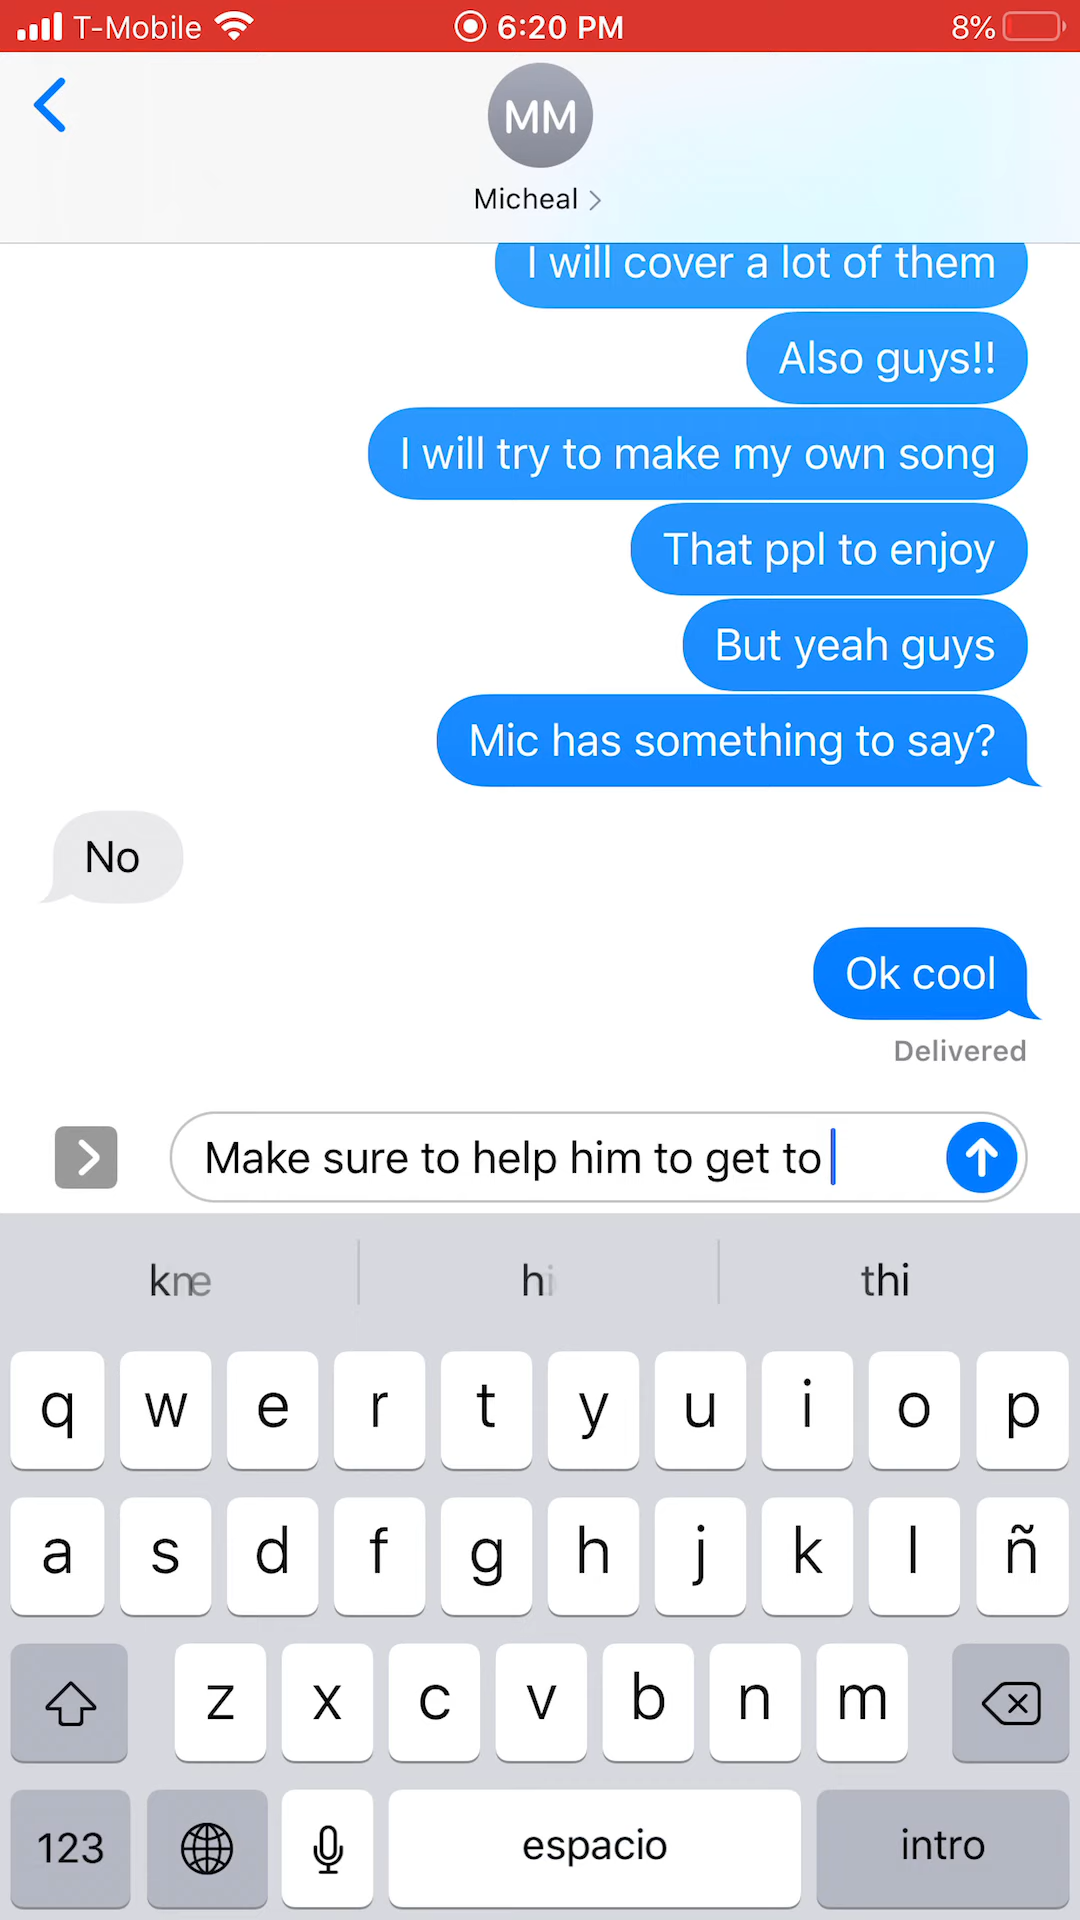 T-Mobile 6:20 PM 8%
MM
Micheal
I will cover a lot of them
Also guys!!
I will try to make my own song
That ppl to enjoy
But yeah guys
Mic has something to say?
No
Ok cool
Delivered
Make sure to help him to get to
thi
q w e r t y u i o p
a s d f g h j k l ñ
z x c v b n m
123 espacio intro